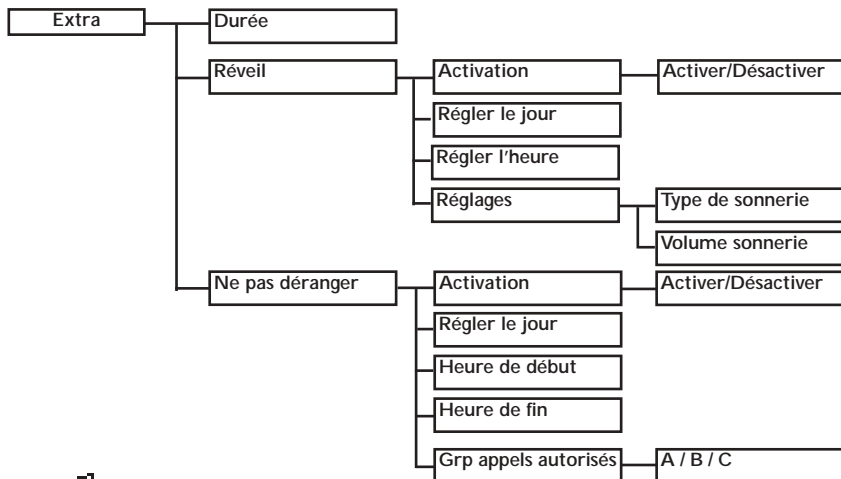 Extra
Durée
Réveil
Activation
Activer/Désactiver
Régler le jour
Régler l'heure
Réglages
Type de sonnerie
Volume sonnerie
Ne pas déranger
Activation
Activer/Désactiver
Régler le jour
Heure de début
Heure de fin
Grp appels autorisés
A / B / C